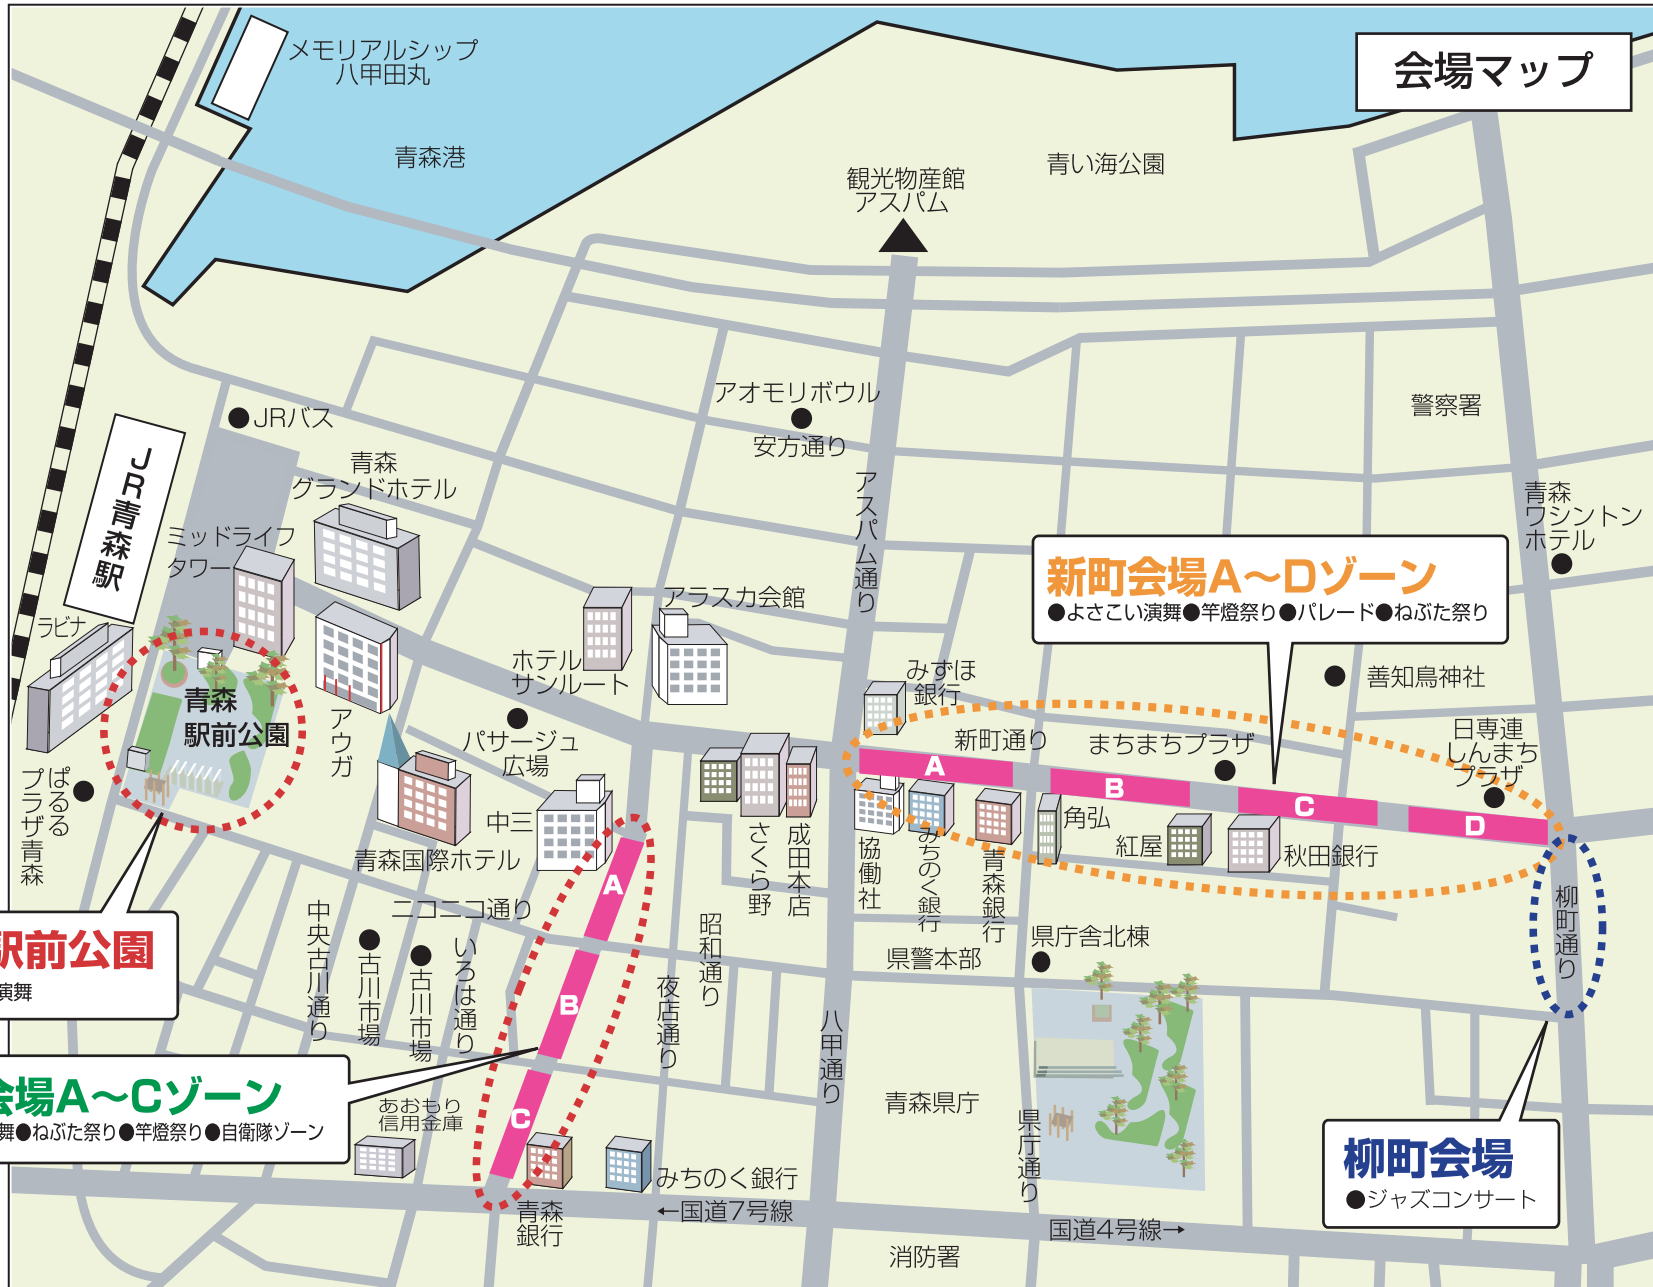 会場マップ
メモリアルシップ
八甲田丸
青森港
観光物産館
アスパム
青い海公園
JRバス
アオモリボウル
安方通り
警察署
JR青森駅
青森
グランドホテル
アスパム通り
青森
ワシントン
ホテル
ミッドライフ
タワー
新町会場A〜Dゾーン
●よさこい演舞●竿燈祭り●パレード●ねぶた祭り
ラビナ
アラスカ会館
ホテル
サンルート
みずほ
銀行
善知鳥神社
青森
駅前公園
アウガ
パサージュ
広場
新町通り
まちまちプラザ
日専連
しんまち
プラザ
A
B
C
D
ぱるる
プラザ青森
中三
青森国際ホテル
さくら野
成田本店
協働社
みちのく銀行
青森銀行
角弘
紅屋
秋田銀行
A
B
C
ニコニコ通り
中央古川通り
古川市場
古川市場
いろは通り
昭和通り
夜店通り
八甲通り
県警本部
県庁舎北棟
柳町通り
駅前公園
演舞
会場A〜Cゾーン
舞●ねぶた祭り●竿燈祭り●自衛隊ゾーン
あおもり
信用金庫
青森県庁
県庁通り
柳町会場
●ジャズコンサート
みちのく銀行
青森
銀行
←国道7号線
国道4号線→
消防署